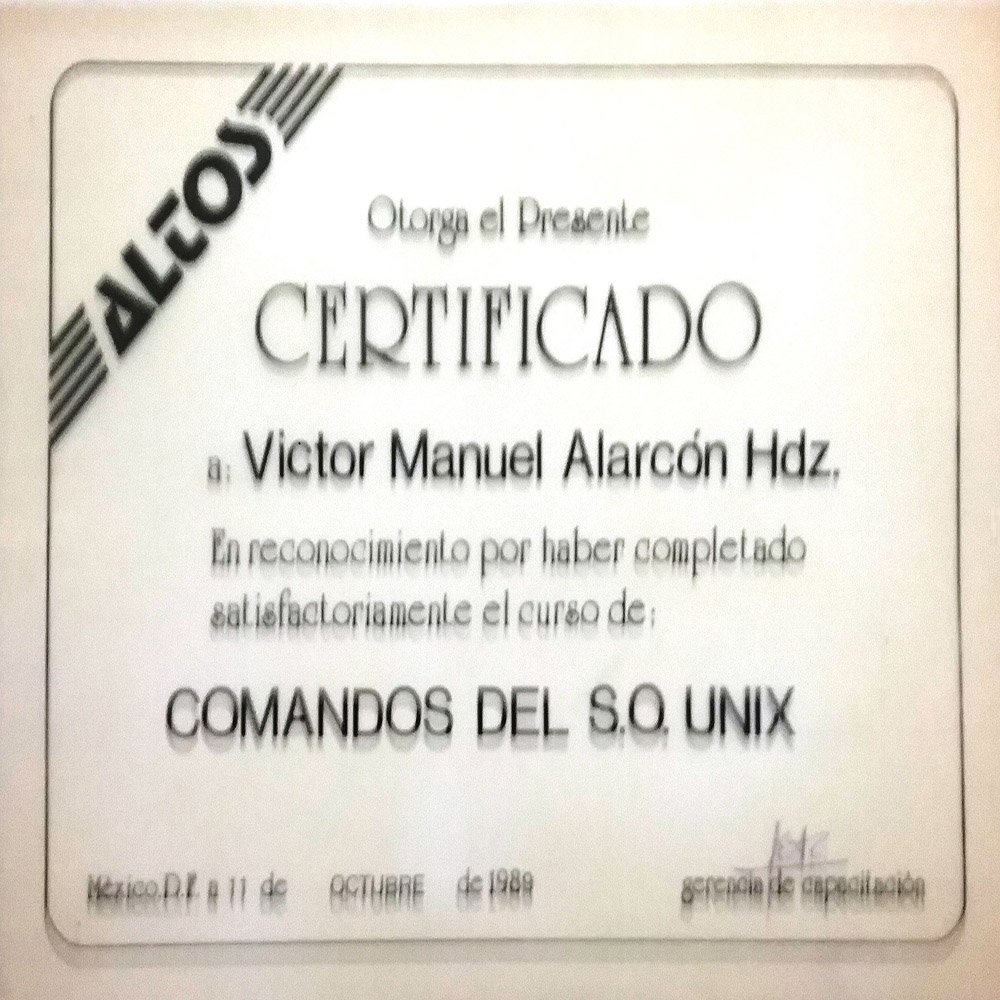 ALTOS
Otorga el Presente
CERTIFICADO
a: Victor Manuel Alarcón Hdz.
En reconocimiento por haber completado
satisfactoriamente el curso de:
COMANDOS DEL S.O. UNIX
México, D.F. a 11 de OCTUBRE de 1989
gerencia de capacitación